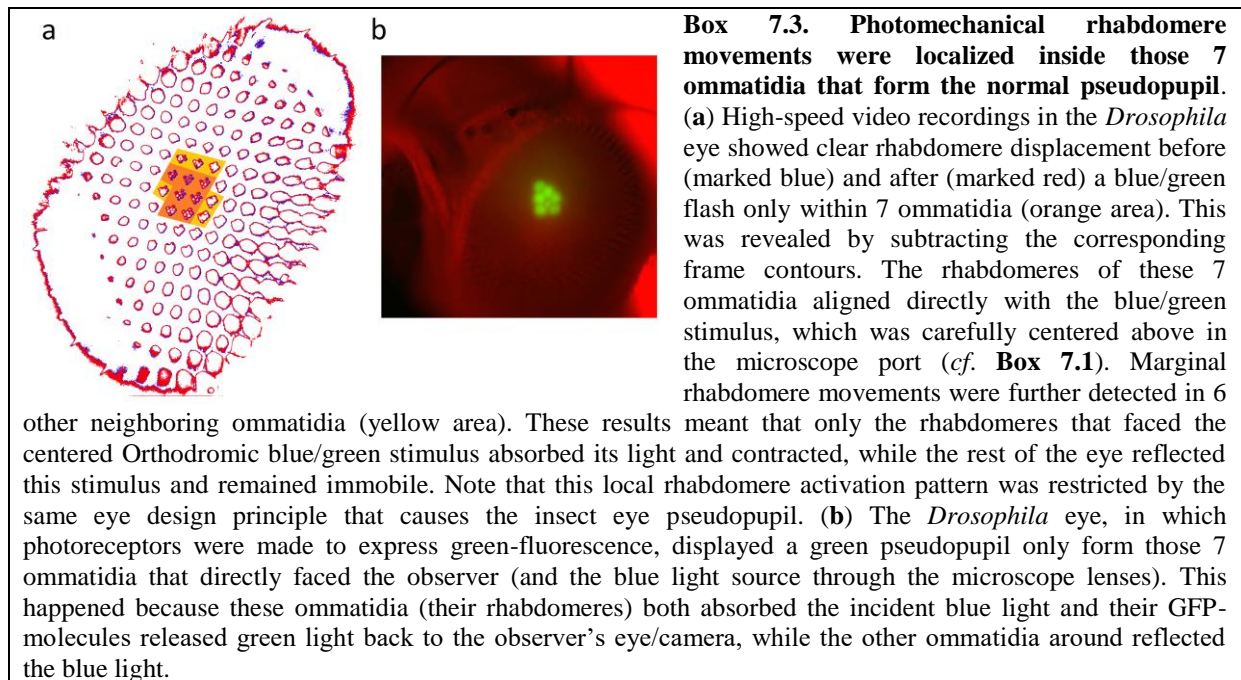 a
b
Box 7.3. Photomechanical rhabdomere
movements were localized inside those 7
ommatidia that form the normal pseudopupil.
(a) High-speed video recordings in the Drosophila
eye showed clear rhabdomere displacement before
(marked blue) and after (marked red) a blue/green
flash only within 7 ommatidia (orange area). This
was revealed by subtracting the corresponding
frame contours. The rhabdomeres of these 7
ommatidia aligned directly with the blue/green
stimulus, which was carefully centered above in
the microscope port (cf. Box 7.1). Marginal
rhabdomere movements were further detected in 6
other neighboring ommatidia (yellow area). These results meant that only the rhabdomeres that faced the
centered Orthodromic blue/green stimulus absorbed its light and contracted, while the rest of the eye reflected
this stimulus and remained immobile. Note that this local rhabdomere activation pattern was restricted by the
same eye design principle that causes the insect eye pseudopupil. (b) The Drosophila eye, in which
photoreceptors were made to express green-fluorescence, displayed a green pseudopupil only form those 7
ommatidia that directly faced the observer (and the blue light source through the microscope lenses). This
happened because these ommatidia (their rhabdomeres) both absorbed the incident blue light and their GFP-
molecules released green light back to the observer's eye/camera, while the other ommatidia around reflected
the blue light.